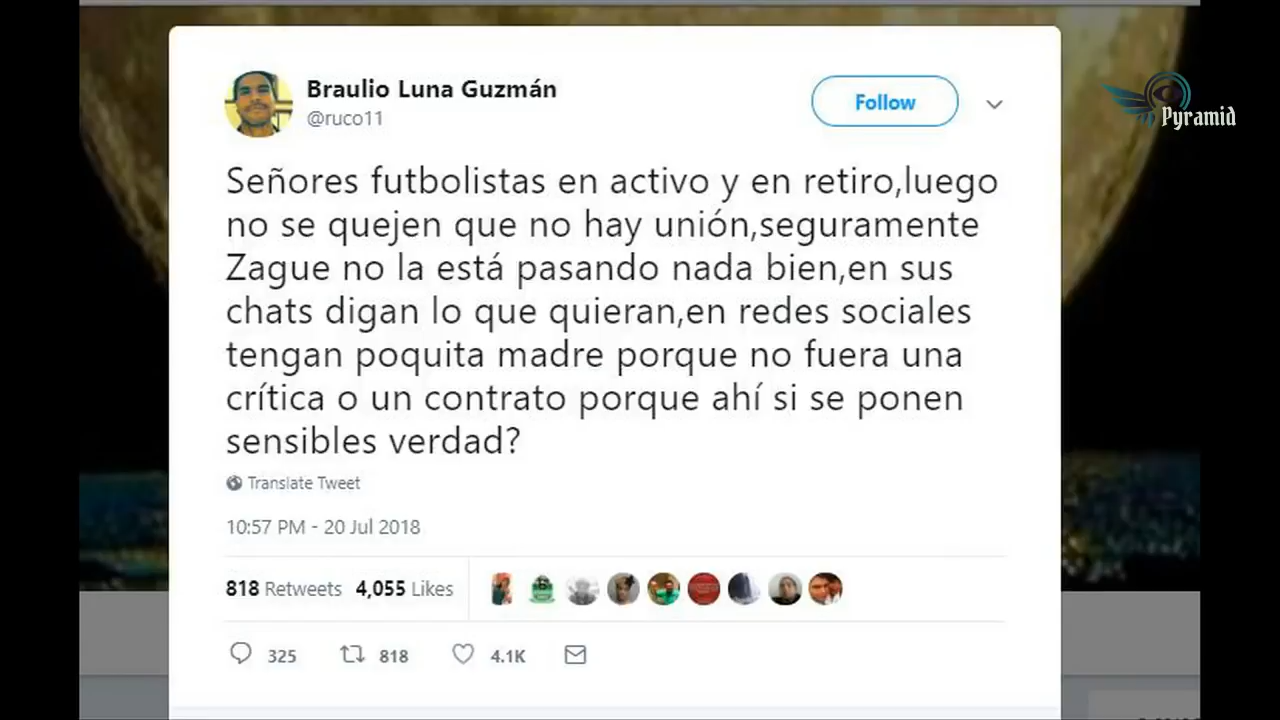 Braulio Luna Guzmán
@ruco11
Follow
Pyramid
Señores futbolistas en activo y en retiro,luego
no se quejen que no hay unión,seguramente
Zague no la está pasando nada bien,en sus
chats digan lo que quieran,en redes sociales
tengan poquita madre porque no fuera una
crítica o un contrato porque ahí si se ponen
sensibles verdad?
Translate Tweet
10:57 PM - 20 Jul 2018
818 Retweets 4,055 Likes
325 818 4.1K